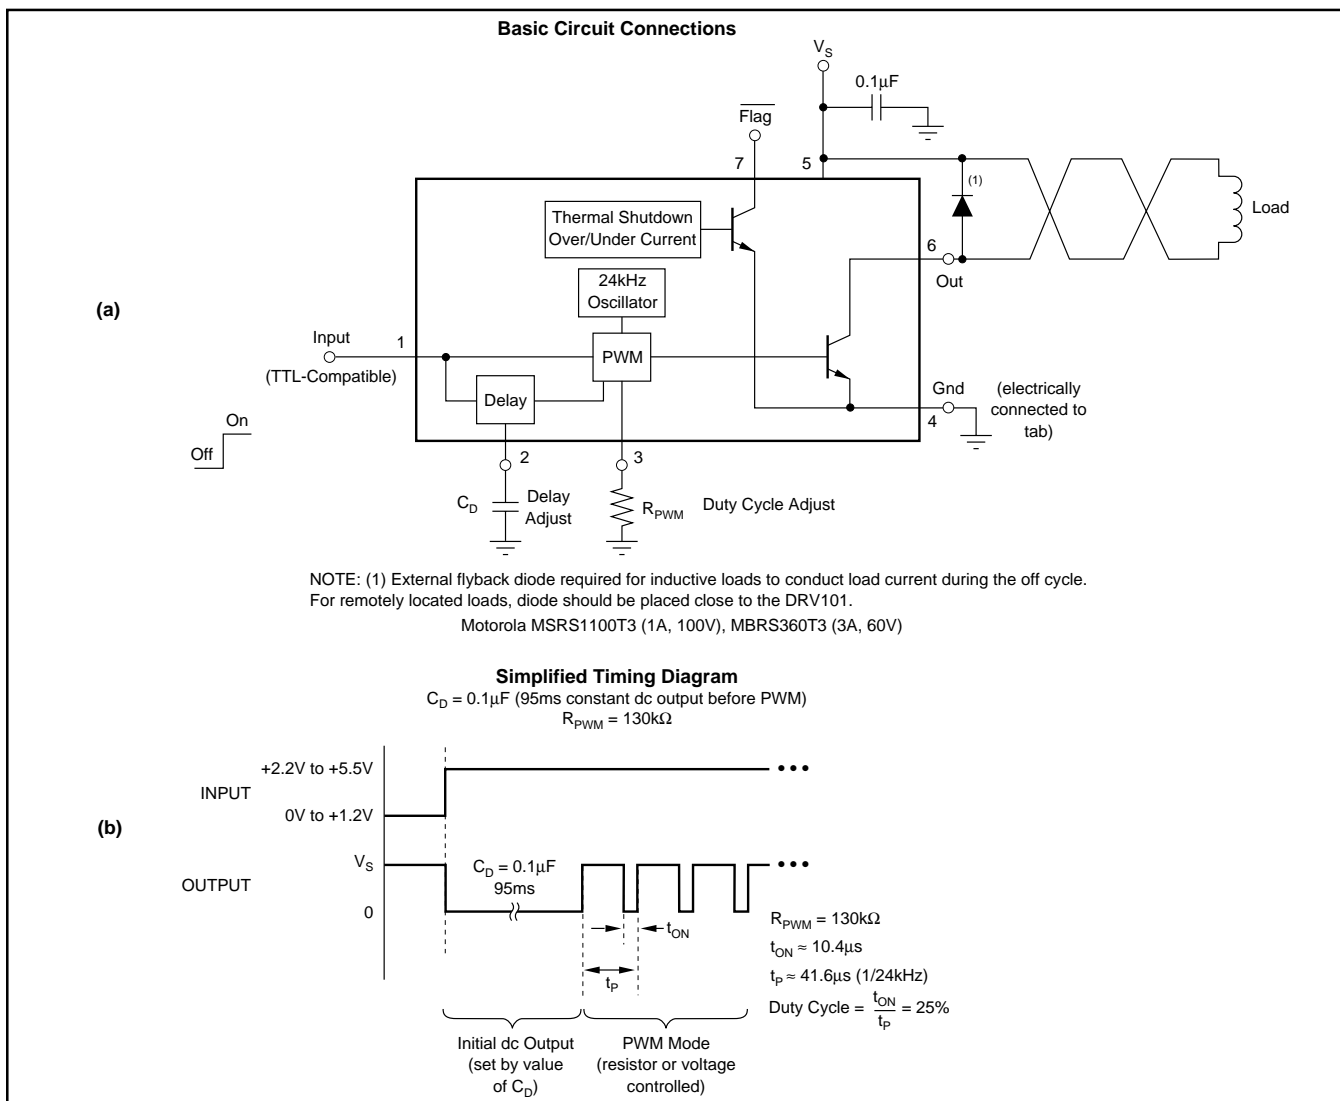 Basic Circuit Connections
V_S
0.1μF
Flag
7
5
(1)
Thermal Shutdown
Over/Under Current
Load
6
Out
24kHz
Oscillator
(a)
Input
1
PWM
(TTL-Compatible)
Delay
Gnd
(electrically
connected to
tab)
4
On
Off
2
3
C_D
Delay
Adjust
R_PWM
Duty Cycle Adjust
NOTE: (1) External flyback diode required for inductive loads to conduct load current during the off cycle.
For remotely located loads, diode should be placed close to the DRV101.
Motorola MSRS1100T3 (1A, 100V), MBRS360T3 (3A, 60V)
Simplified Timing Diagram
C_D = 0.1μF (95ms constant dc output before PWM)
R_PWM = 130kΩ
+2.2V to +5.5V
INPUT
0V to +1.2V
(b)
V_S
C_D = 0.1μF
95ms
OUTPUT
0
t_ON
t_P
R_PWM = 130kΩ
t_ON ≈ 10.4μs
t_P ≈ 41.6μs (1/24kHz)
Duty Cycle = t_ON / t_P = 25%
Initial dc Output
(set by value
of C_D)
PWM Mode
(resistor or voltage
controlled)